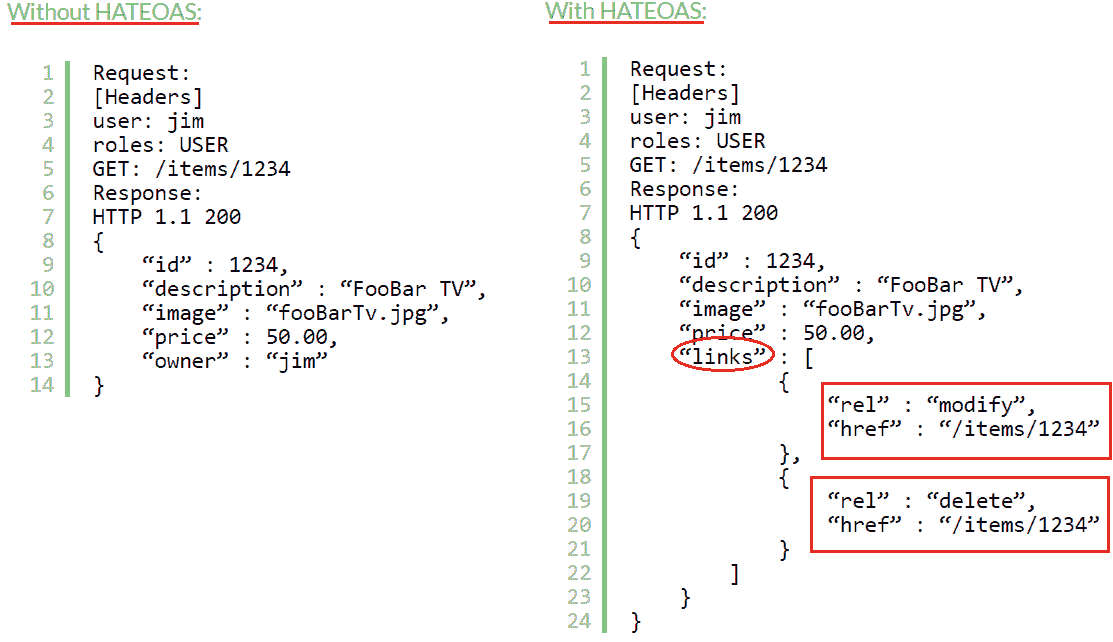 Without HATEOAS:
1 Request:
2 [Headers]
3 user: jim
4 roles: USER
5 GET: /items/1234
6 Response:
7 HTTP 1.1 200
8 {
9 “id” : 1234,
10 “description” : “FooBar TV”,
11 “image” : “fooBarTv.jpg”,
12 “price” : 50.00,
13 “owner” : “jim”
14 }
With HATEOAS:
1 Request:
2 [Headers]
3 user: jim
4 roles: USER
5 GET: /items/1234
6 Response:
7 HTTP 1.1 200
8 {
9 “id” : 1234,
10 “description” : “FooBar TV”,
11 “image” : “fooBarTv.jpg”,
12 “price” : 50.00,
13 “links” : [
14 {
15 “rel” : “modify”,
16 “href” : “/items/1234”
17 },
18 {
19 “rel” : “delete”,
20 “href” : “/items/1234”
21 }
22 ]
23 }
24 }